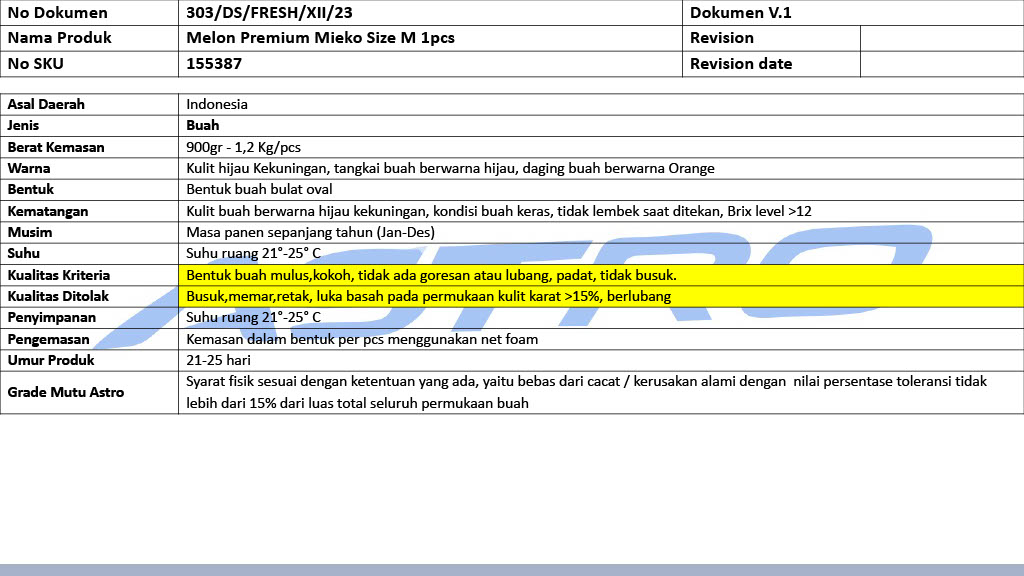 No Dokumen 303/DS/FRESH/XII/23 Dokumen V.1
Nama Produk Melon Premium Mieko Size M 1pcs Revision
No SKU 155387 Revision date
Asal Daerah Indonesia
Jenis Buah
Berat Kemasan 900gr - 1,2 Kg/pcs
Warna Kulit hijau Kekuningan, tangkai buah berwarna hijau, daging buah berwarna Orange
Bentuk Bentuk buah bulat oval
Kematangan Kulit buah berwarna hijau kekuningan, kondisi buah keras, tidak lembek saat ditekan, Brix level >12
Musim Masa panen sepanjang tahun (Jan-Des)
Suhu Suhu ruang 21°-25° C
Kualitas Kriteria Bentuk buah mulus,kokoh, tidak ada goresan atau lubang, padat, tidak busuk.
Kualitas Ditolak Busuk,memar,retak, luka basah pada permukaan kulit karat >15%, berlubang
Penyimpanan Suhu ruang 21°-25° C
Pengemasan Kemasan dalam bentuk per pcs menggunakan net foam
Umur Produk 21-25 hari
Grade Mutu Astro Syarat fisik sesuai dengan ketentuan yang ada, yaitu bebas dari cacat / kerusakan alami dengan  nilai persentase toleransi tidak
lebih dari 15% dari luas total seluruh permukaan buah
ASTRO